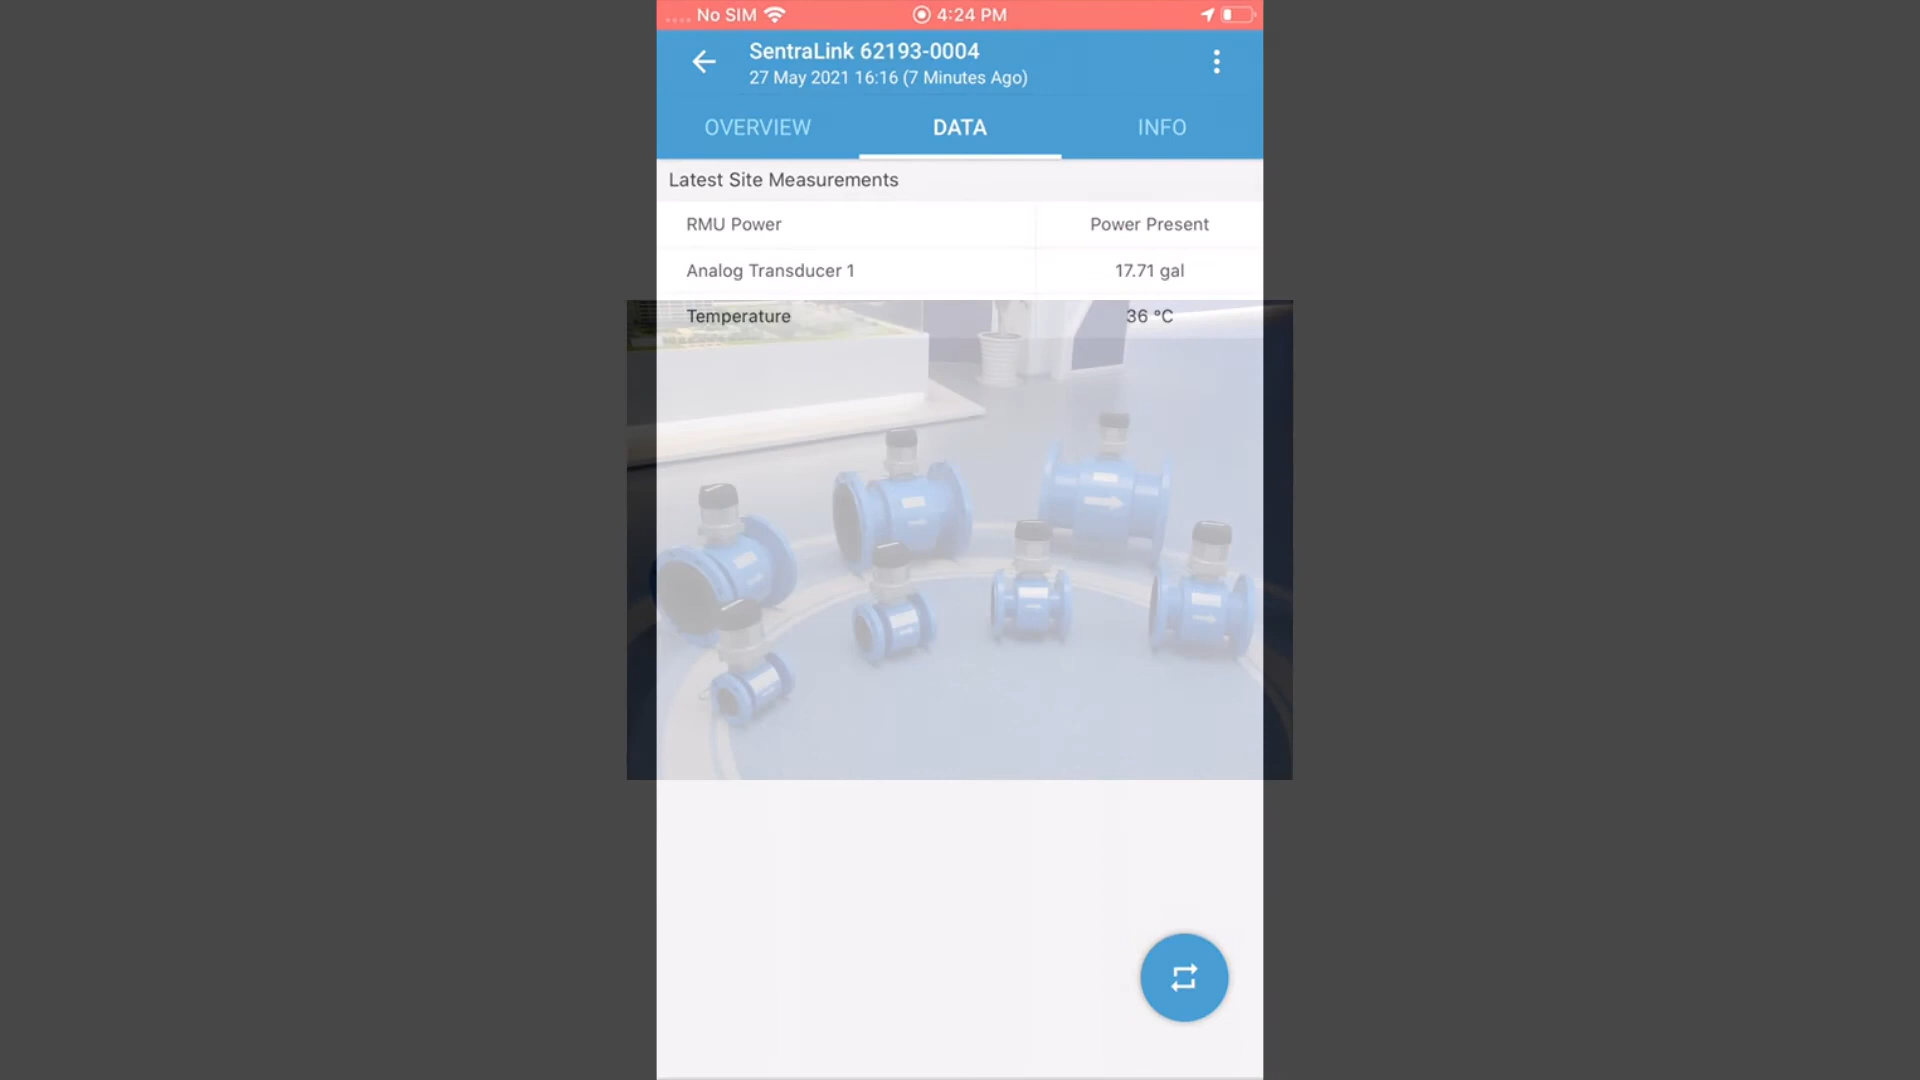 No SIM 4:24 PM
SentraLink 62193-0004
27 May 2021 16:16 (7 Minutes Ago)
OVERVIEW DATA INFO
Latest Site Measurements
RMU Power Power Present
Analog Transducer 1 17.71 gal
Temperature 36 °C